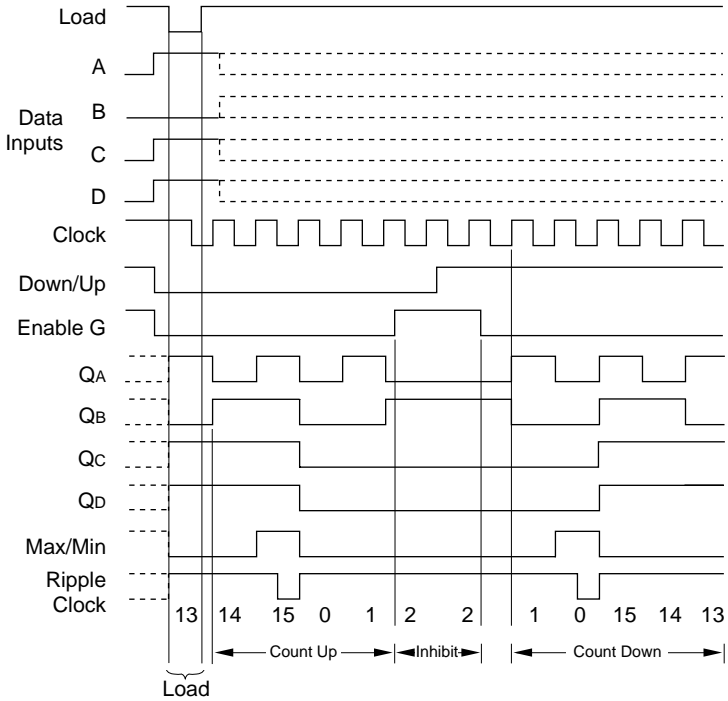 Load
A
B
Data
Inputs
C
D
Clock
Down/Up
Enable G
QA
QB
QC
QD
Max/Min
Ripple
Clock
13 14 15 0 1 2 2 1 0 15 14 13
Count Up Inhibit Count Down
Load